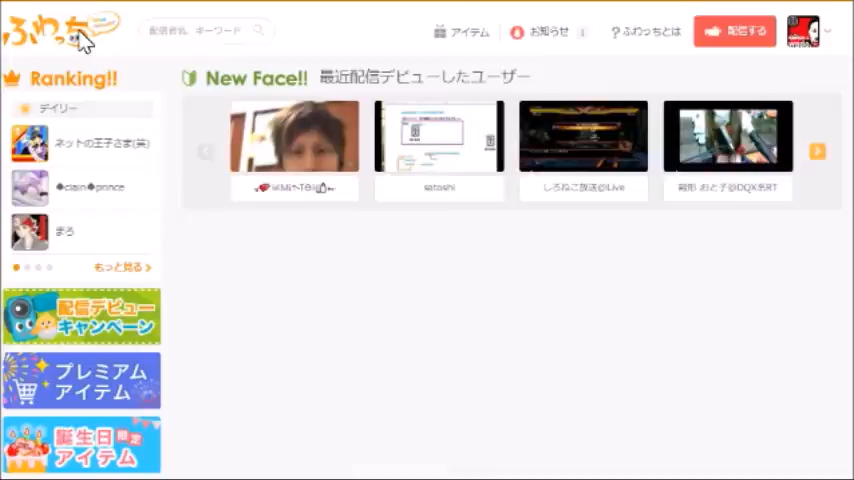 ふわっち
配信者名、キーワード
アイテム
お知らせ 1
?ふわっちとは
配信する
Ranking!!
デイリー
ネットの王子さま(笑)
♠clain♠prince
まろ
もっと見る
配信デビュー
キャンペーン
プレミアム
アイテム
誕生日 限定
アイテム
New Face!! 最近配信デビューしたユーザー
satoshi
しろねこ放送@Live